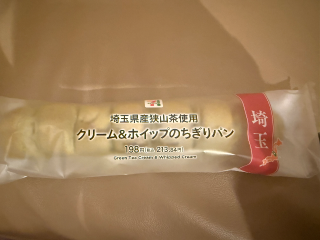 埼玉県産狭山茶使用
クリーム&ホイップのちぎりパン
198円(税込213.84円)
Green Tea Cream & Whipped Cream
埼玉